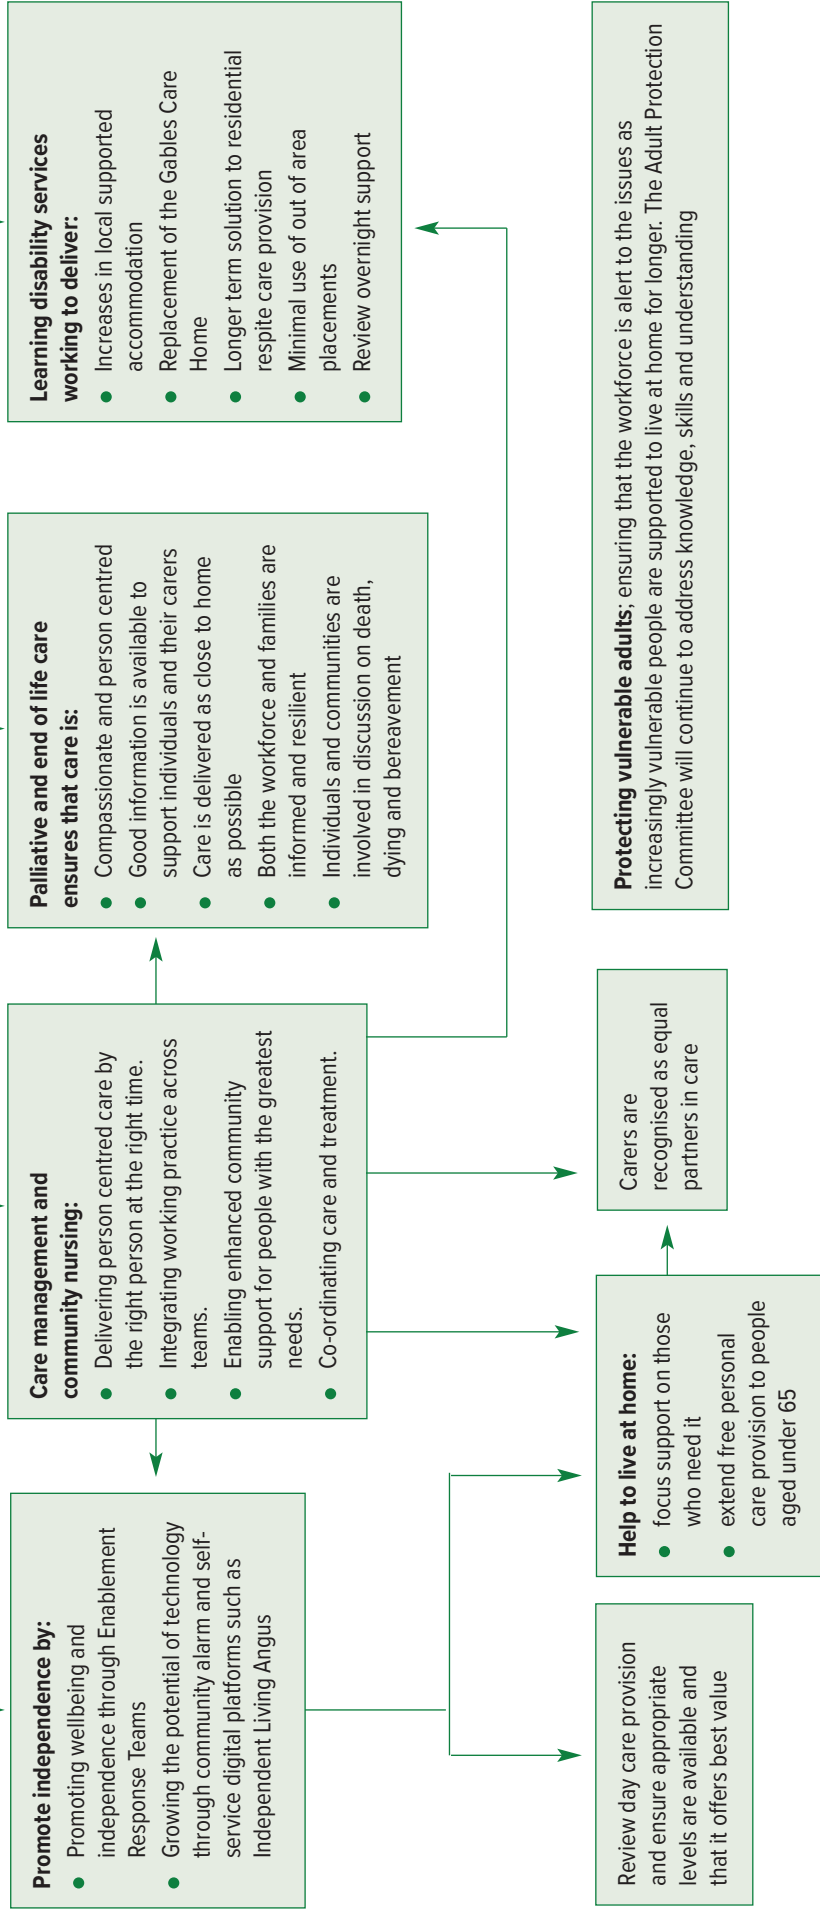 Promote independence by:
● Promoting wellbeing and
independence through Enablement
Response Teams
● Growing the potential of technology
through community alarm and self-
service digital platforms such as
Independent Living Angus
Care management and
community nursing:
● Delivering person centred care by
the right person at the right time.
● Integrating working practice across
teams.
● Enabling enhanced community
support for people with the greatest
needs.
● Co-ordinating care and treatment.
Palliative and end of life care
ensures that care is:
● Compassionate and person centred
● Good information is available to
support individuals and their carers
● Care is delivered as close to home
as possible
● Both the workforce and families are
informed and resilient
● Individuals and communities are
involved in discussion on death,
dying and bereavement
Learning disability services
working to deliver:
● Increases in local supported
accommodation
● Replacement of the Gables Care
Home
● Longer term solution to residential
respite care provision
● Minimal use of out of area
placements
● Review overnight support
Review day care provision
and ensure appropriate
levels are available and
that it offers best value
Help to live at home:
● focus support on those
who need it
● extend free personal
care provision to people
aged under 65
Carers are
recognised as equal
partners in care
Protecting vulnerable adults; ensuring that the workforce is alert to the issues as
increasingly vulnerable people are supported to live at home for longer. The Adult Protection
Committee will continue to address knowledge, skills and understanding